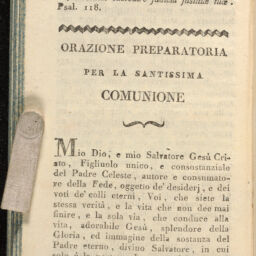 justitiæ tuæ.
Psal. 118.
ORAZIONE PREPARATORIA
PER LA SANTISSIMA
COMUNIONE
Mio Dio, e mio Salvatore Gesù Cri-
sto, Figliuolo unico, e consostanziale
del Padre Celeste, autore e consumato-
re della Fede, oggetto de' desiderj, e dei
voti de' colli eterni, Voi, che siete la
stessa verità, e la vita che non dee mai
finire, e la sola via, che conduce alla
vita, adorabile Gesù, splendore della
Gloria, ed immagine della sostanza del
Padre eterno, divino Salvatore, in cui